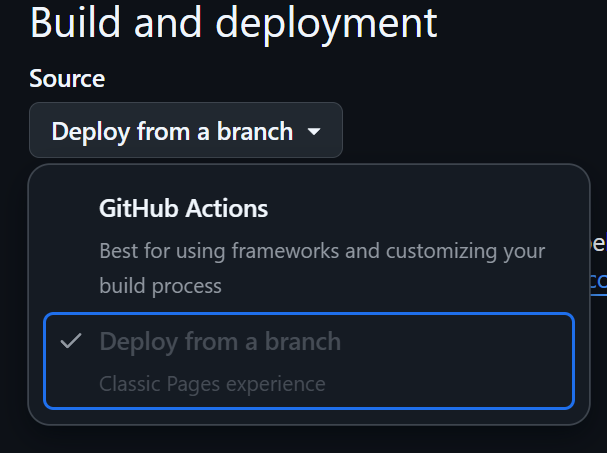 Build and deployment
Source
Deploy from a branch
GitHub Actions
Best for using frameworks and customizing your
build process
Deploy from a branch
Classic Pages experience